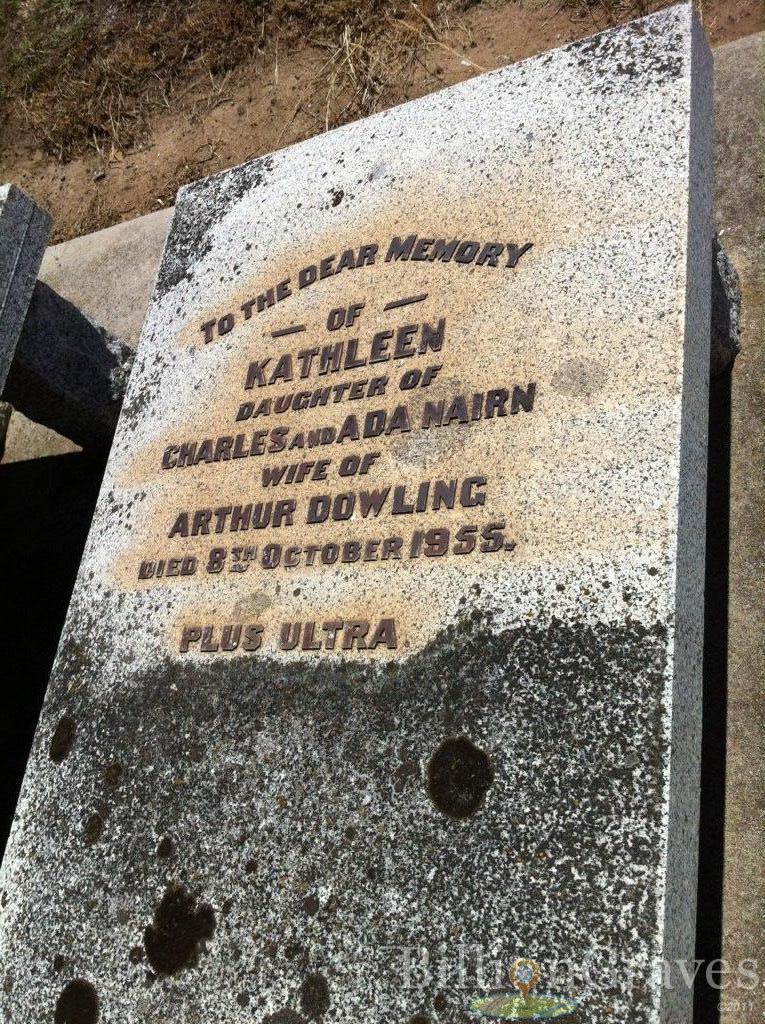 TO THE DEAR MEMORY
— OF —
KATHLEEN
DAUGHTER OF
CHARLES AND ADA NAIRN
WIFE OF
ARTHUR DOWLING
DIED 8TH OCTOBER 1955.
PLUS ULTRA
BillionGraves
©2011